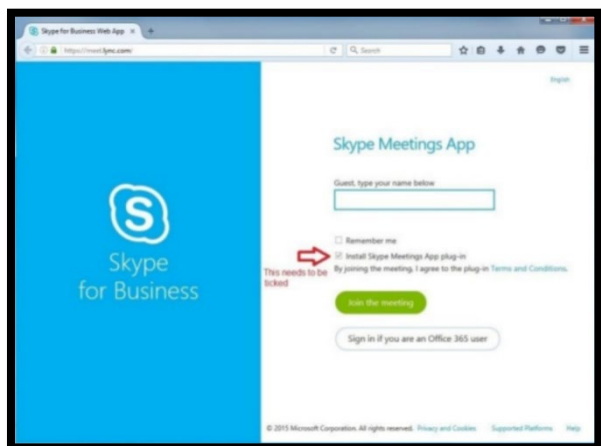 Skype for Business Web App
https://meet.lync.com/
Search
English
Skype Meetings App
Guest, type your name below
Remember me
Install Skype Meetings App plug-in
By joining the meeting, I agree to the plug-in Terms and Conditions.
This needs to be
ticked
Join the meeting
Sign in if you are an Office 365 user
Skype
for Business
© 2015 Microsoft Corporation. All rights reserved. Privacy and Cookies Supported Platforms Help